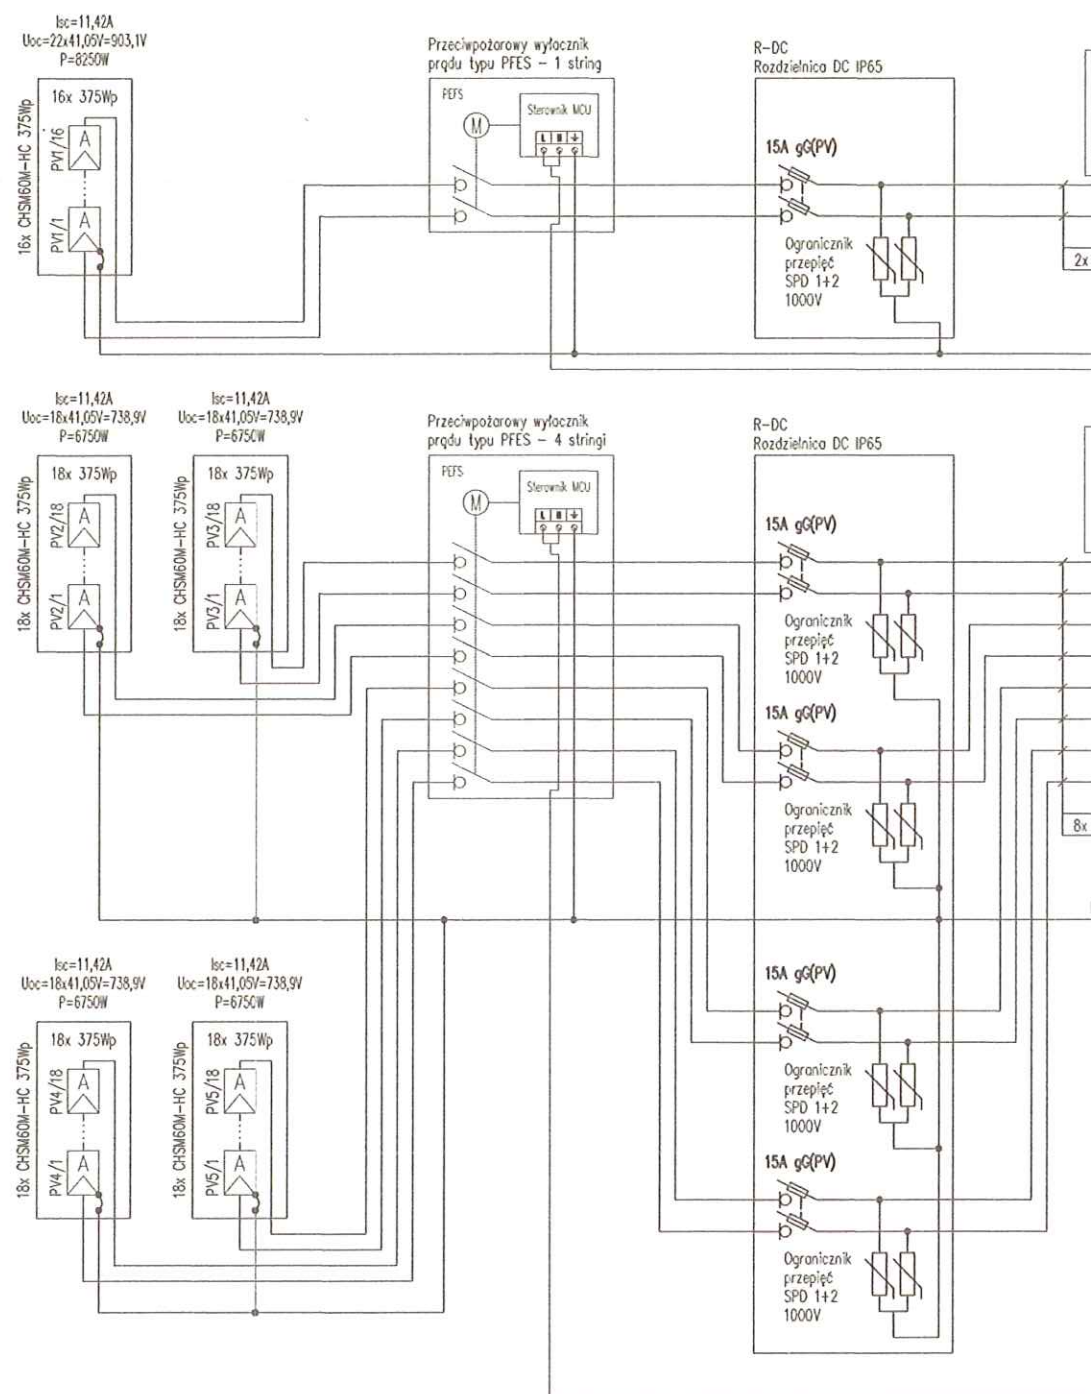 Isc=11,42A
Uoc=22x41,05V=903,1V
P=8250W
16x 375Wp
16x CHSM60M-HC 375Wp
PV1/16
A
PV1/1
A
Przeciwpożarowy wyłacznik
prądu typu PFES - 1 string
PEFS
M
Sterownik MCU
L N
R-DC
Rozdzielnica DC IP65
15A gG(PV)
Ogranicznik
przepięć
SPD 1+2
1000V
2x
Isc=11,42A
Uoc=18x41,05V=738,9V
P=6750W
18x 375Wp
18x CHSM60M-HC 375Wp
PV2/18
A
PV2/1
A
Isc=11,42A
Uoc=18x41,05V=738,9V
P=6750W
18x 375Wp
18x CHSM60M-HC 375Wp
PV3/18
A
PV3/1
A
Przeciwpożarowy wyłacznik
prądu typu PFES - 4 stringi
PEFS
M
Sterownik MCU
L N
R-DC
Rozdzielnica DC IP65
15A gG(PV)
Ogranicznik
przepięć
SPD 1+2
1000V
15A gG(PV)
Ogranicznik
przepięć
SPD 1+2
1000V
8x
Isc=11,42A
Uoc=18x41,05V=738,9V
P=6750W
18x 375Wp
18x CHSM60M-HC 375Wp
PV4/18
A
PV4/1
A
Isc=11,42A
Uoc=18x41,05V=738,9V
P=6750W
18x 375Wp
18x CHSM60M-HC 375Wp
PV5/18
A
PV5/1
A
15A gG(PV)
Ogranicznik
przepięć
SPD 1+2
1000V
15A gG(PV)
Ogranicznik
przepięć
SPD 1+2
1000V